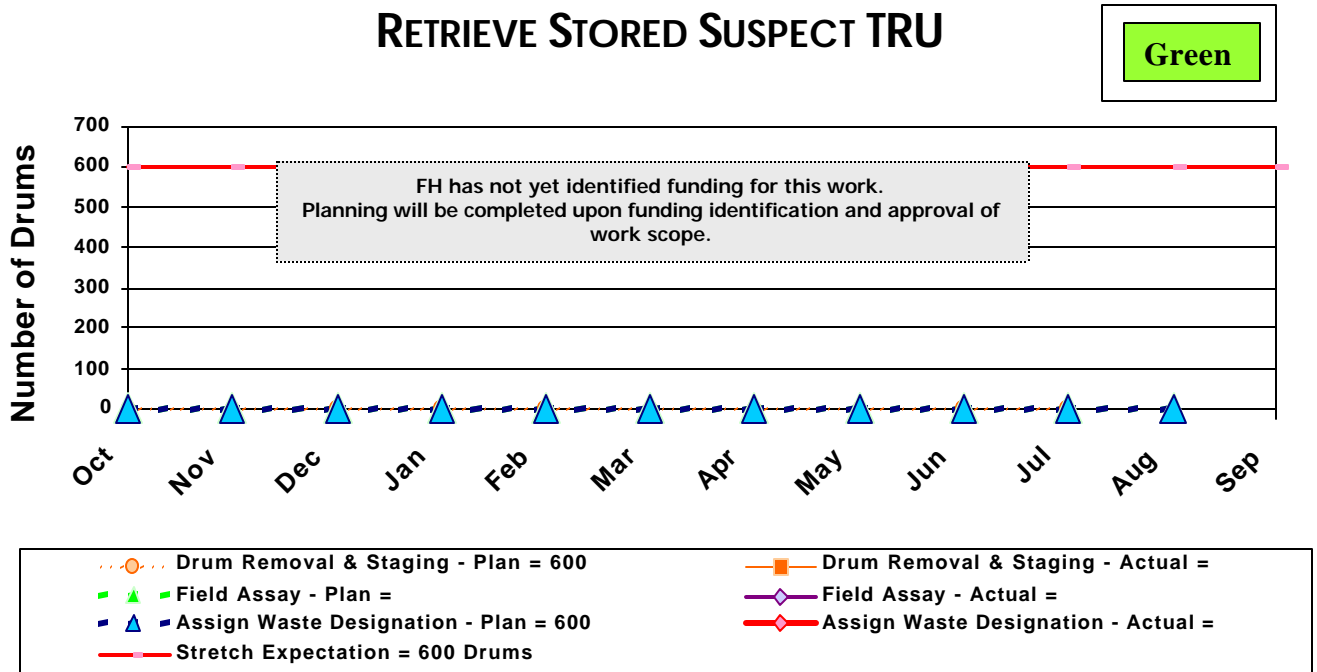 RETRIEVE STORED SUSPECT TRU
Green
Number of Drums
700
600
500
400
300
200
100
0
FH has not yet identified funding for this work.
Planning will be completed upon funding identification and approval of
work scope.
Oct
Nov
Dec
Jan
Feb
Mar
Apr
May
Jun
Jul
Aug
Sep
Drum Removal & Staging - Plan = 600
Drum Removal & Staging - Actual =
Field Assay - Plan =
Field Assay - Actual =
Assign Waste Designation - Plan = 600
Assign Waste Designation - Actual =
Stretch Expectation = 600 Drums